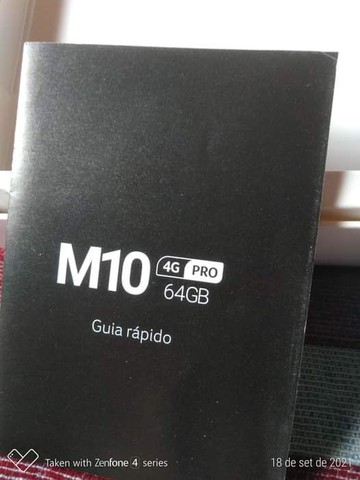 M10 4G PRO
64GB
Guia rápido
Taken with Zenfone 4 series
18 de set de 2021